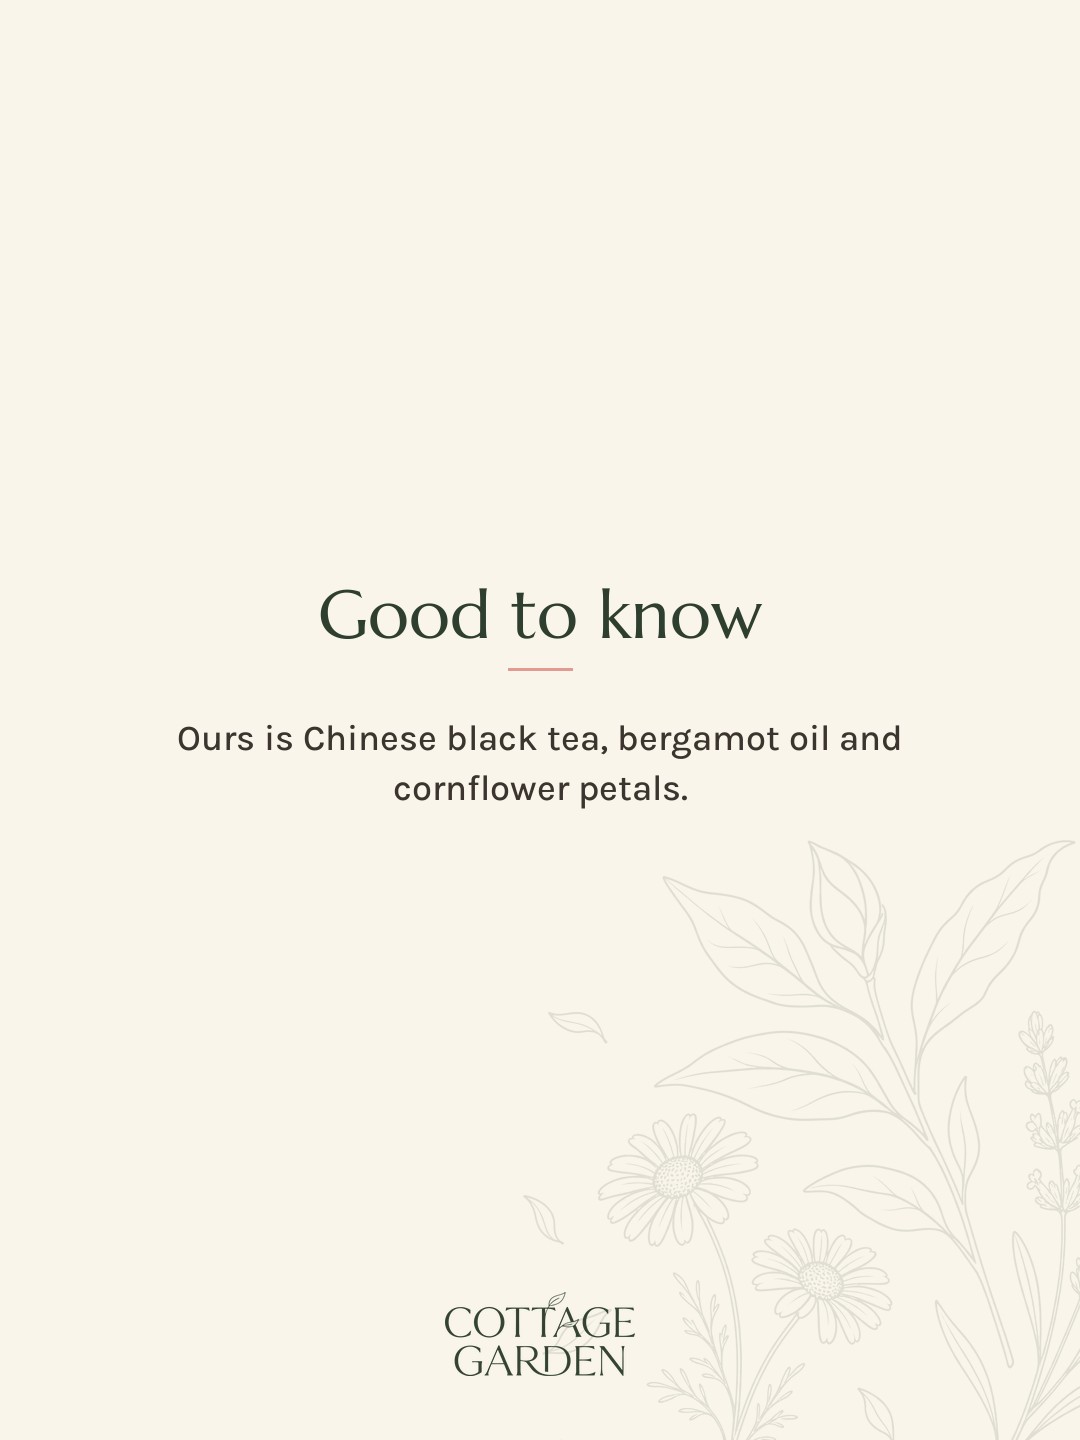 Good to know
Ours is Chinese black tea, bergamot oil and
cornflower petals.
COTTAGE
GARDEN